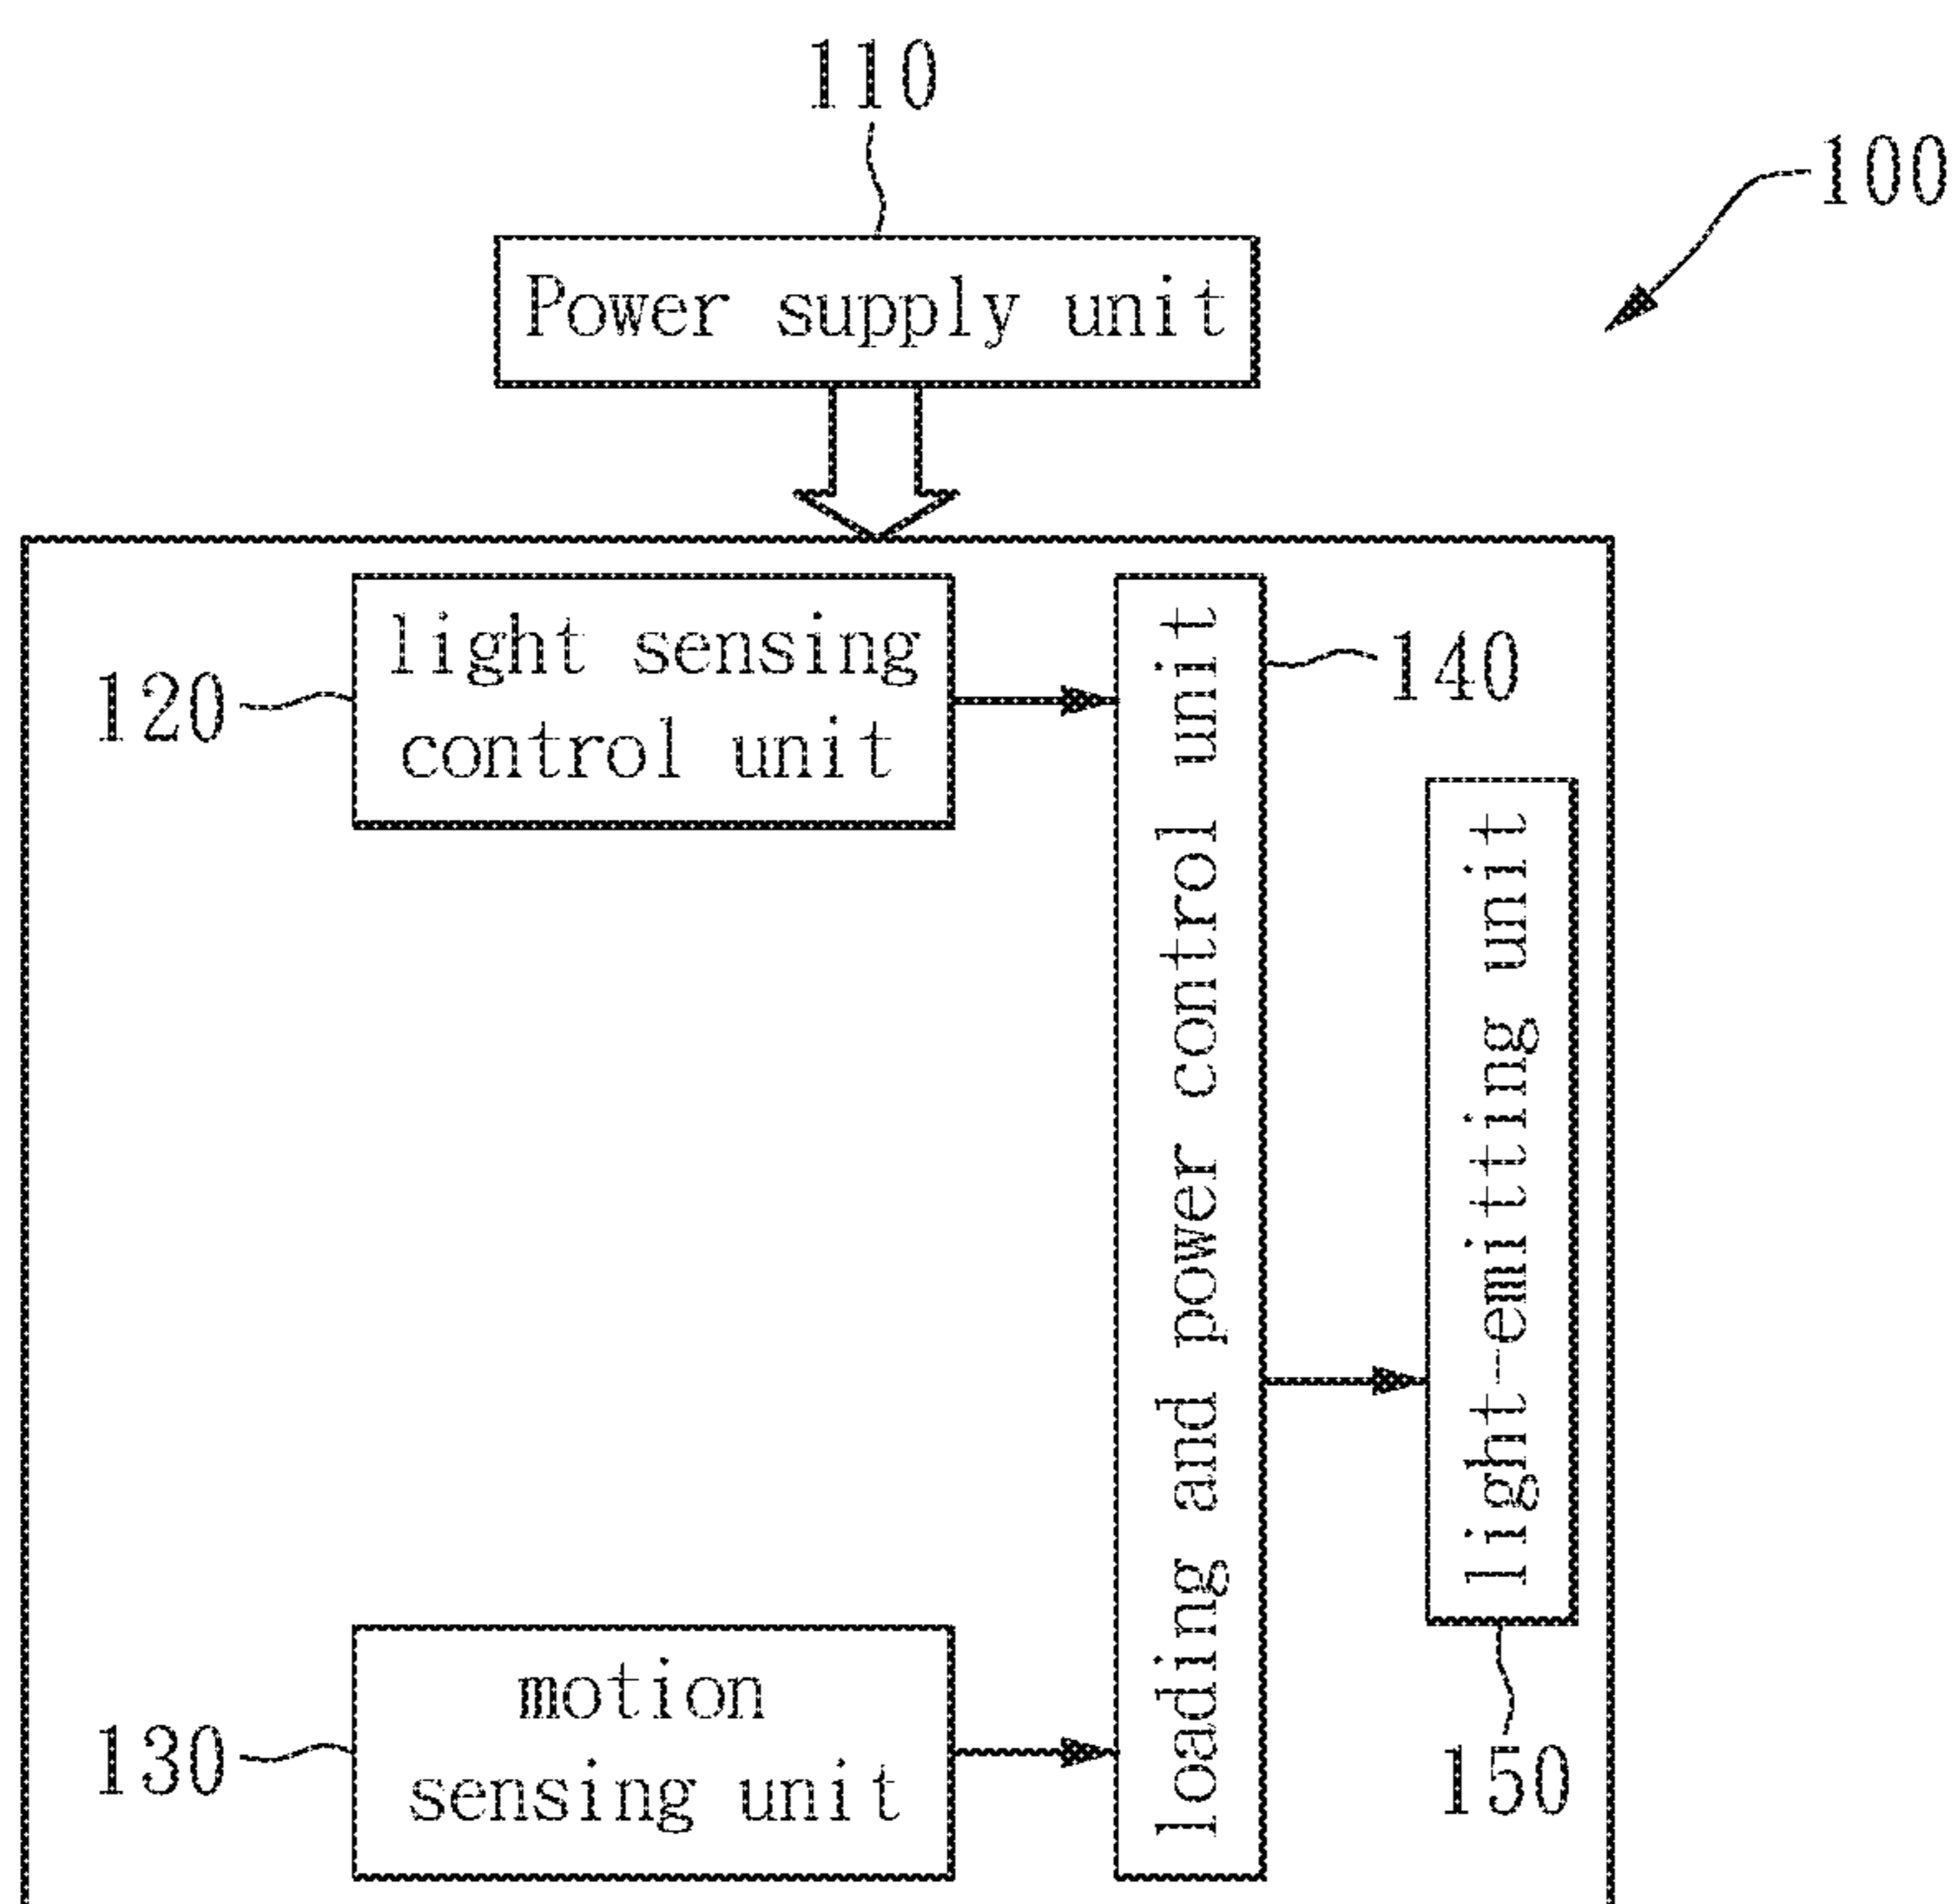 110
100
Power supply unit
light sensing
control unit
120
140
loading and power control unit
light-emitting unit
motion
sensing unit
130
150